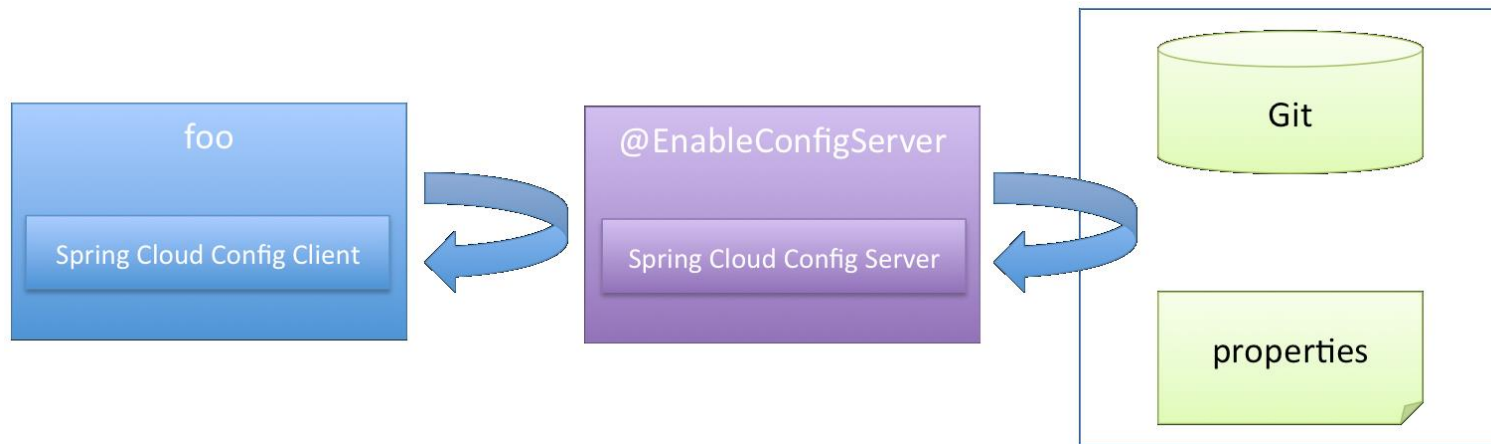 foo
Spring Cloud Config Client
@EnableConfigServer
Spring Cloud Config Server
Git
properties